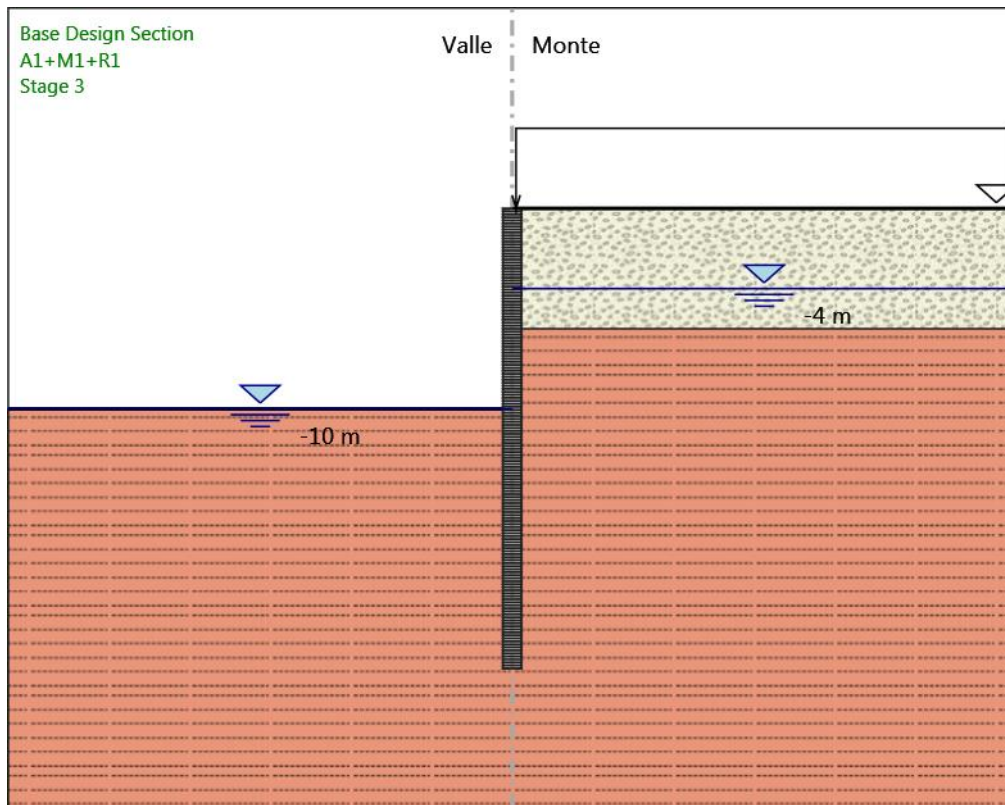 Base Design Section
A1+M1+R1
Stage 3
Valle
Monte
-4 m
-10 m